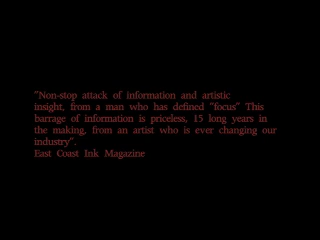 "Non-stop attack of information and artistic
insight, from a man who has defined "focus" This
barrage of information is priceless, 15 long years in
the making, from an artist who is ever changing our
industry".
East Coast Ink Magazine